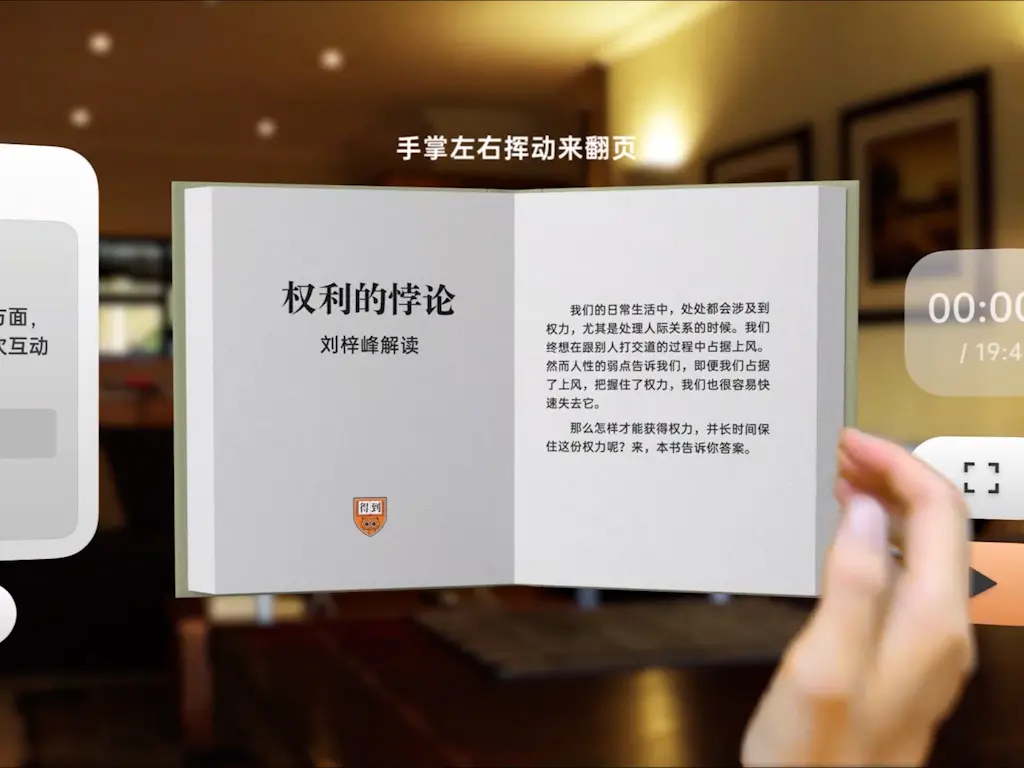 手掌左右挥动来翻页
方面，
次互动
权利的悖论
刘梓峰解读
得到
我们的日常生活中，处处都会涉及到
权力，尤其是处理人际关系的时候。我们
终想在跟别人打交道的过程中占据上风。
然而人性的弱点告诉我们，即便我们占据
了上风，把握住了权力，我们也很容易快
速失去它。
那么怎样才能获得权力，并长时间保
住这份权力呢？来，本书告诉你答案。
00:00
/ 19:4